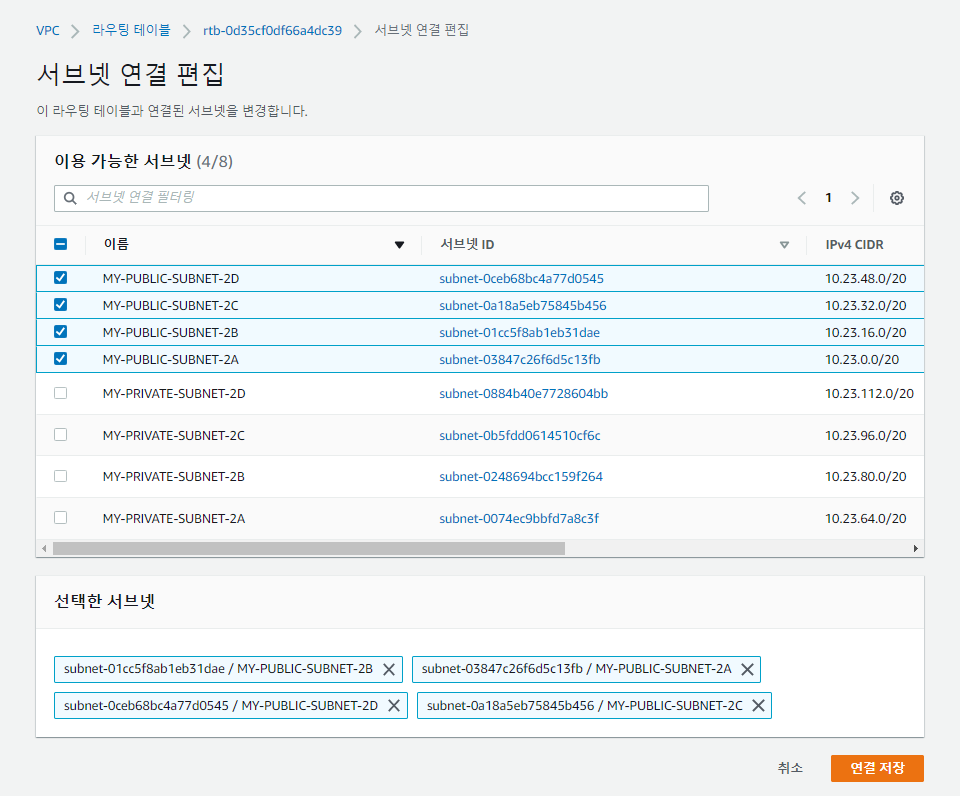 VPC > 라우팅 테이블 > rtb-0d35cf0df66a4dc39 > 서브넷 연결 편집
서브넷 연결 편집
이 라우팅 테이블과 연결된 서브넷을 변경합니다.
이용 가능한 서브넷 (4/8)
서브넷 연결 필터링
1
이름 서브넷 ID IPv4 CIDR
MY-PUBLIC-SUBNET-2D subnet-0ceb68bc4a77d0545 10.23.48.0/20
MY-PUBLIC-SUBNET-2C subnet-0a18a5eb75845b456 10.23.32.0/20
MY-PUBLIC-SUBNET-2B subnet-01cc5f8ab1eb31dae 10.23.16.0/20
MY-PUBLIC-SUBNET-2A subnet-03847c26f6d5c13fb 10.23.0.0/20
MY-PRIVATE-SUBNET-2D subnet-0884b40e7728604bb 10.23.112.0/20
MY-PRIVATE-SUBNET-2C subnet-0b5fdd0614510cf6c 10.23.96.0/20
MY-PRIVATE-SUBNET-2B subnet-0248694bcc159f264 10.23.80.0/20
MY-PRIVATE-SUBNET-2A subnet-0074ec9bbfd7a8c3f 10.23.64.0/20
선택한 서브넷
subnet-01cc5f8ab1eb31dae / MY-PUBLIC-SUBNET-2B subnet-03847c26f6d5c13fb / MY-PUBLIC-SUBNET-2A
subnet-0ceb68bc4a77d0545 / MY-PUBLIC-SUBNET-2D subnet-0a18a5eb75845b456 / MY-PUBLIC-SUBNET-2C
취소 연결 저장